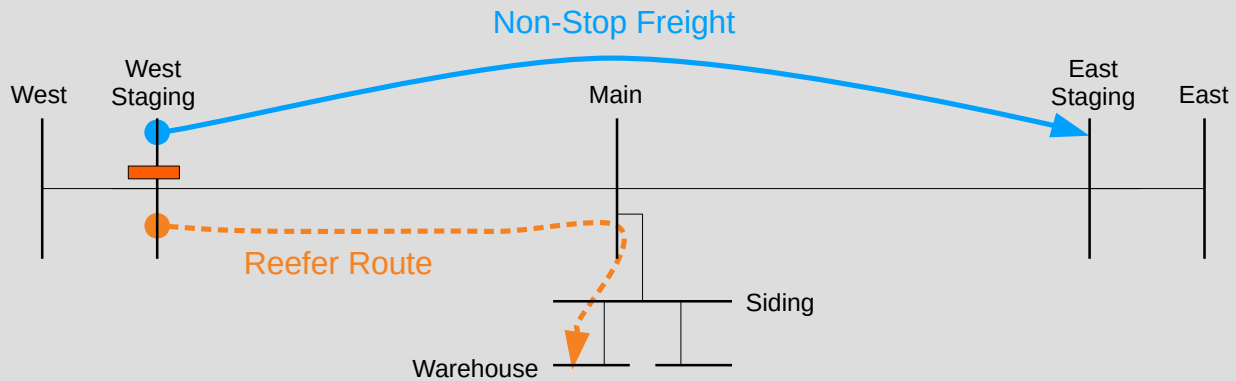 Non-Stop Freight
West
West
Staging
Main
East
Staging
East
Reefer Route
Siding
Warehouse